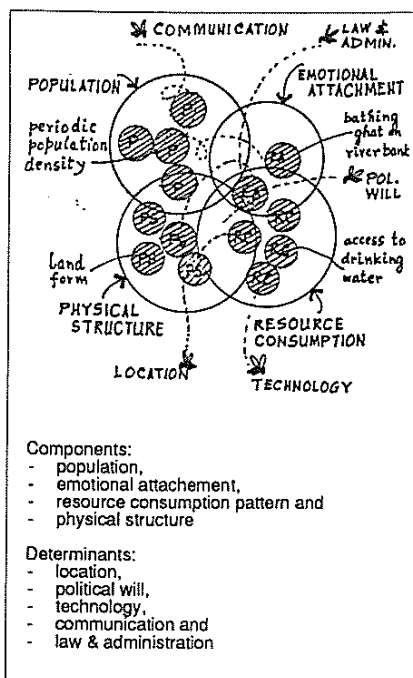 COMMUNICATION
LAW &
ADMIN.
POPULATION
EMOTIONAL
ATTACHMENT
periodic
population
density
bathing
ghat on
river bank
POL.
WILL
land
form
access to
drinking
water
PHYSICAL
STRUCTURE
RESOURCE
CONSUMPTION
LOCATION
TECHNOLOGY
Components:
- population,
- emotional attachement,
- resource consumption pattern and
- physical structure
Determinants:
- location,
- political will,
- technology,
- communication and
- law & administration